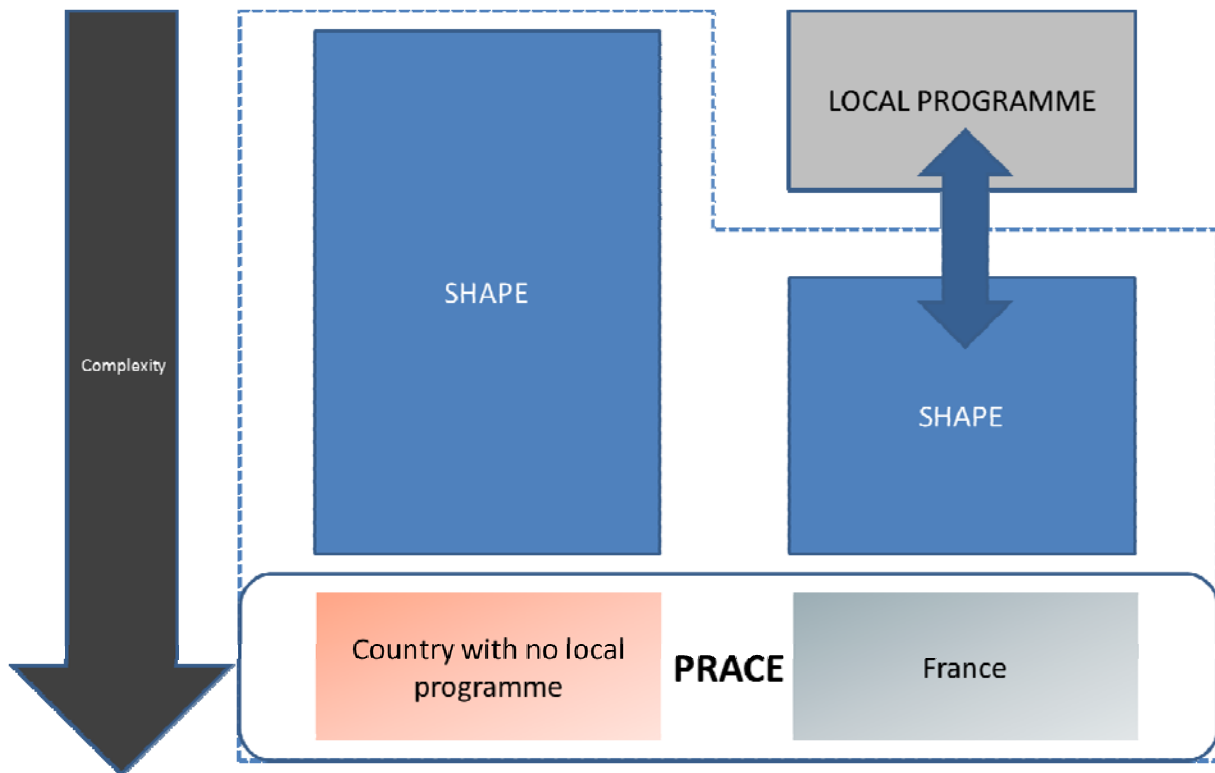 LOCAL PROGRAMME
SHAPE
Complexity
SHAPE
Country with no local
programme
PRACE
France